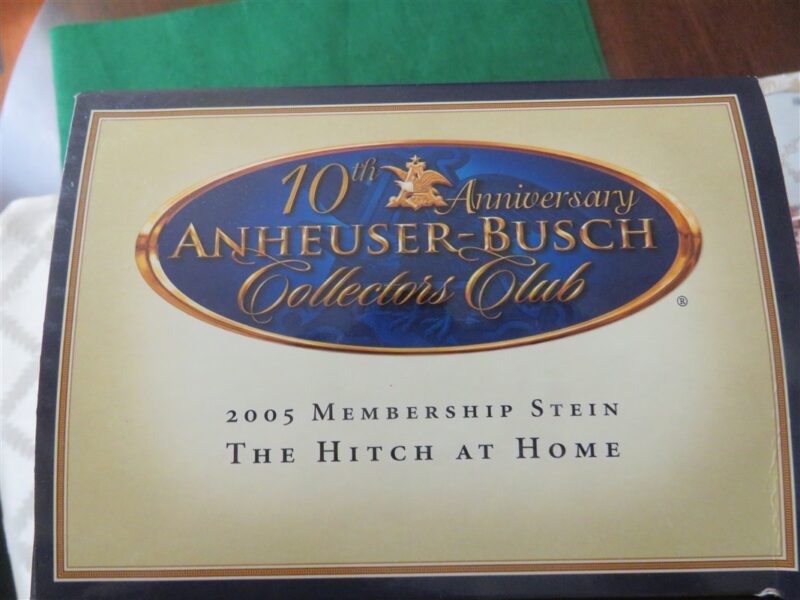 10th Anniversary
ANHEUSER-BUSCH
Collectors Club
®
2005 MEMBERSHIP STEIN
THE HITCH AT HOME